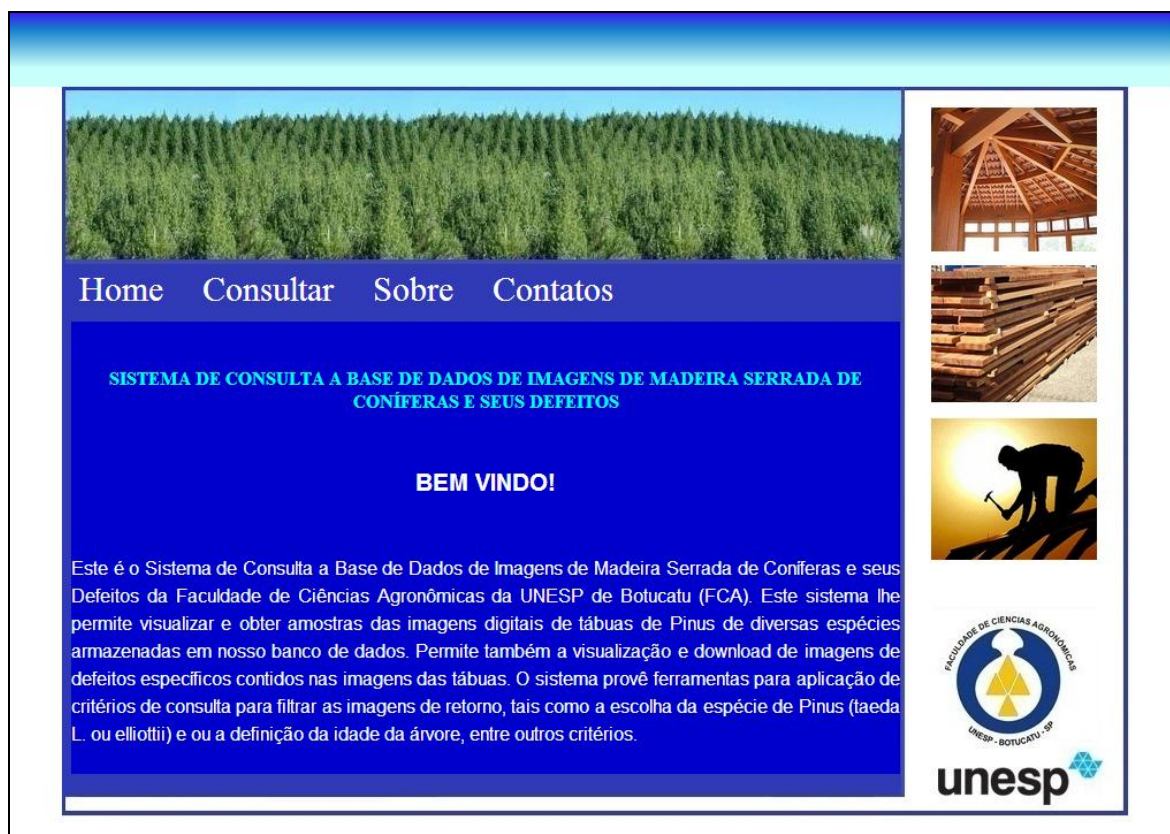 Home Consultar Sobre Contatos
SISTEMA DE CONSULTA A BASE DE DADOS DE IMAGENS DE MADEIRA SERRADA DE
CONÍFERAS E SEUS DEFEITOS
BEM VINDO!
Este é o Sistema de Consulta a Base de Dados de Imagens de Madeira Serrada de Coníferas e seus
Defeitos da Faculdade de Ciências Agronômicas da UNESP de Botucatu (FCA). Este sistema lhe
permite visualizar e obter amostras das imagens digitais de tábuas de Pinus de diversas espécies
armazenadas em nosso banco de dados. Permite também a visualização e download de imagens de
defeitos específicos contidos nas imagens das tábuas. O sistema provê ferramentas para aplicação de
critérios de consulta para filtrar as imagens de retorno, tais como a escolha da espécie de Pinus (taeda
L. ou elliottii) e ou a definição da idade da árvore, entre outros critérios.
FACULDADE DE CIÊNCIAS AGRONÔMICAS
UNESP - BOTUCATU - SP
unesp